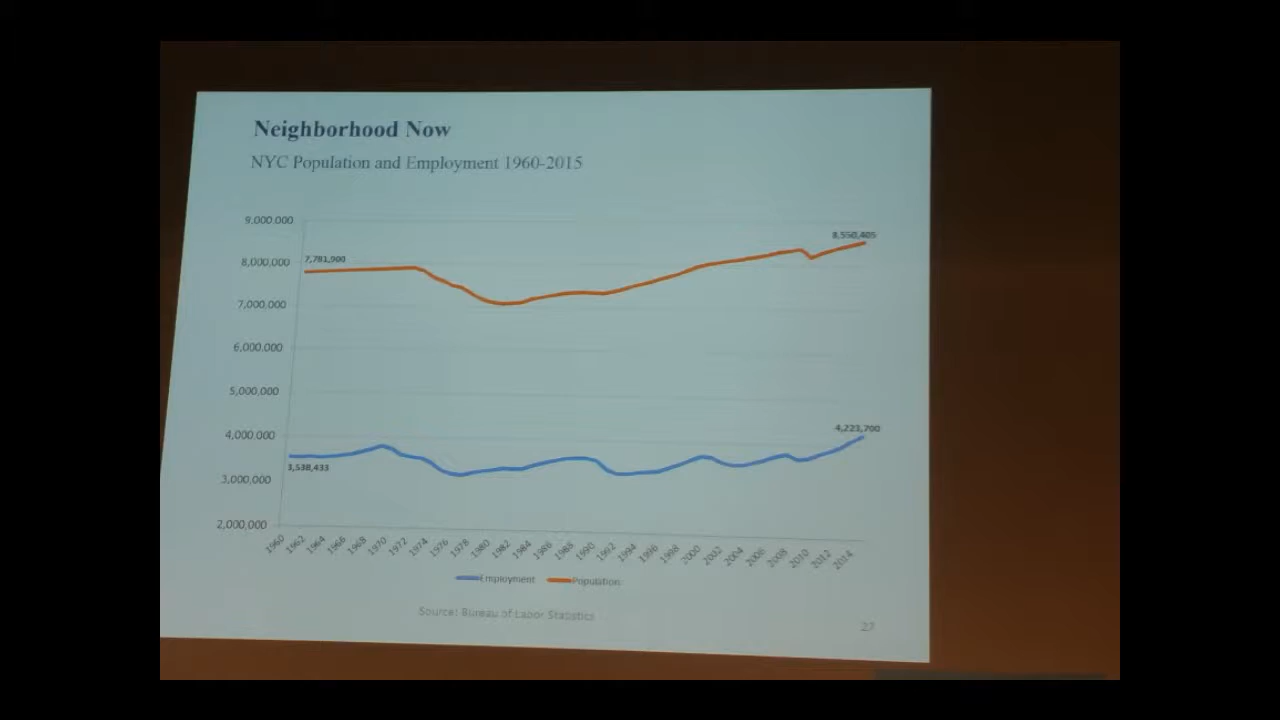 Neighborhood Now
NYC Population and Employment 1960-2015
9,000,000
8,000,000
7,000,000
6,000,000
5,000,000
4,000,000
3,000,000
2,000,000
7,781,900
8,550,405
3,538,433
4,223,700
1960 1962 1964 1966 1968 1970 1972 1974 1976 1978 1980 1982 1984 1986 1988 1990 1992 1994 1996 1998 2000 2002 2004 2006 2008 2010 2012 2014
Employment Population
Source: Bureau of Labor Statistics
27